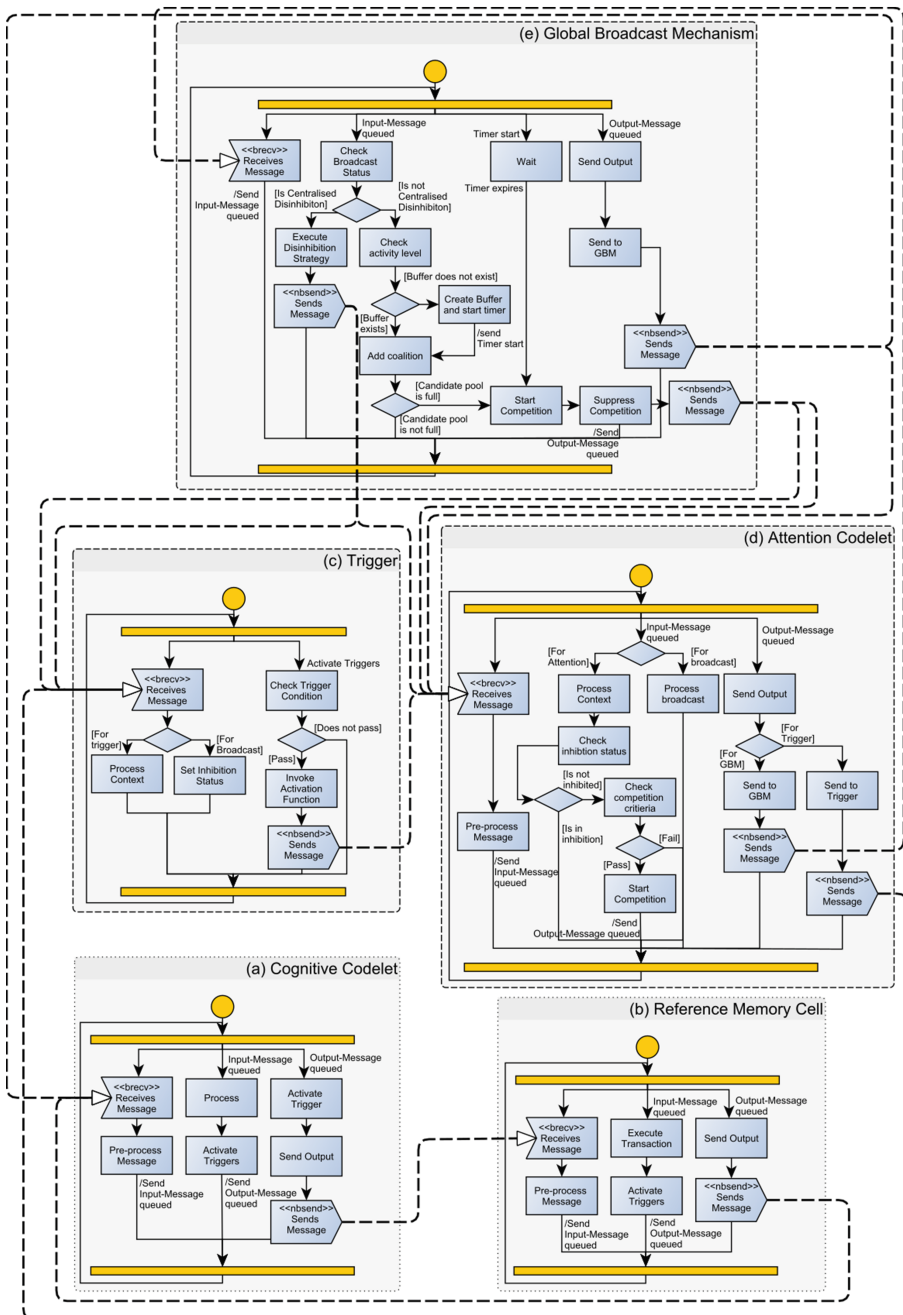 (e) Global Broadcast Mechanism
Input-Message
queued
Timer start
Output-Message
queued
<<brecv>>
Receives
Message
Check
Broadcast
Status
Wait
Send Output
/Send
Input-Message
queued
[Is Centralised
Disinhibiton]
[Is not
Centralised
Disinhibiton]
Timer expires
Execute
Disinhibition
Strategy
Check
activity level
Send to
GBM
<<nbsend>>
Sends
Message
[Buffer does not exist]
Create Buffer
and start timer
[Buffer
exists]
/send
Timer start
<<nbsend>>
Sends
Message
Add coalition
[Candidate pool
is full]
[Candidate pool
is not full]
Start
Competition
Suppress
Competition
<<nbsend>>
Sends
Message
/Send
Output-Message
queued
(c) Trigger
Activate Triggers
<<brecv>>
Receives
Message
Check Trigger
Condition
[For
trigger]
[For
Broadcast]
[Does not pass]
[Pass]
Process
Context
Set Inhibition
Status
Invoke
Activation
Function
<<nbsend>>
Sends
Message
(d) Attention Codelet
Input-Message
queued
Output-Message
queued
[For
Attention]
[For
broadcast]
<<brecv>>
Receives
Message
Process
Context
Process
broadcast
Send Output
Check
inhibtion status
[For
GBM]
[For
Trigger]
[Is not
inhibited]
Check
competition
critieria
Send to
GBM
Send to
Trigger
Pre-process
Message
[Is in
inhibition]
[Fail]
[Pass]
<<nbsend>>
Sends
Message
/Send
Input-Message
queued
Start
Competition
<<nbsend>>
Sends
Message
/Send
Output-Message queued
(a) Cognitive Codelet
Input-Message
queued
Output-Message
queued
<<brecv>>
Receives
Message
Process
Activate
Trigger
Pre-process
Message
Activate
Triggers
Send Output
/Send
Input-Message
queued
/Send
Output-Message
queued
<<nbsend>>
Sends
Message
(b) Reference Memory Cell
Input-Message
queued
Output-Message
queued
<<brecv>>
Receives
Message
Execute
Transaction
Send Output
Pre-process
Message
Activate
Triggers
<<nbsend>>
Sends
Message
/Send
Input-Message
queued
/Send
Output-Message
queued